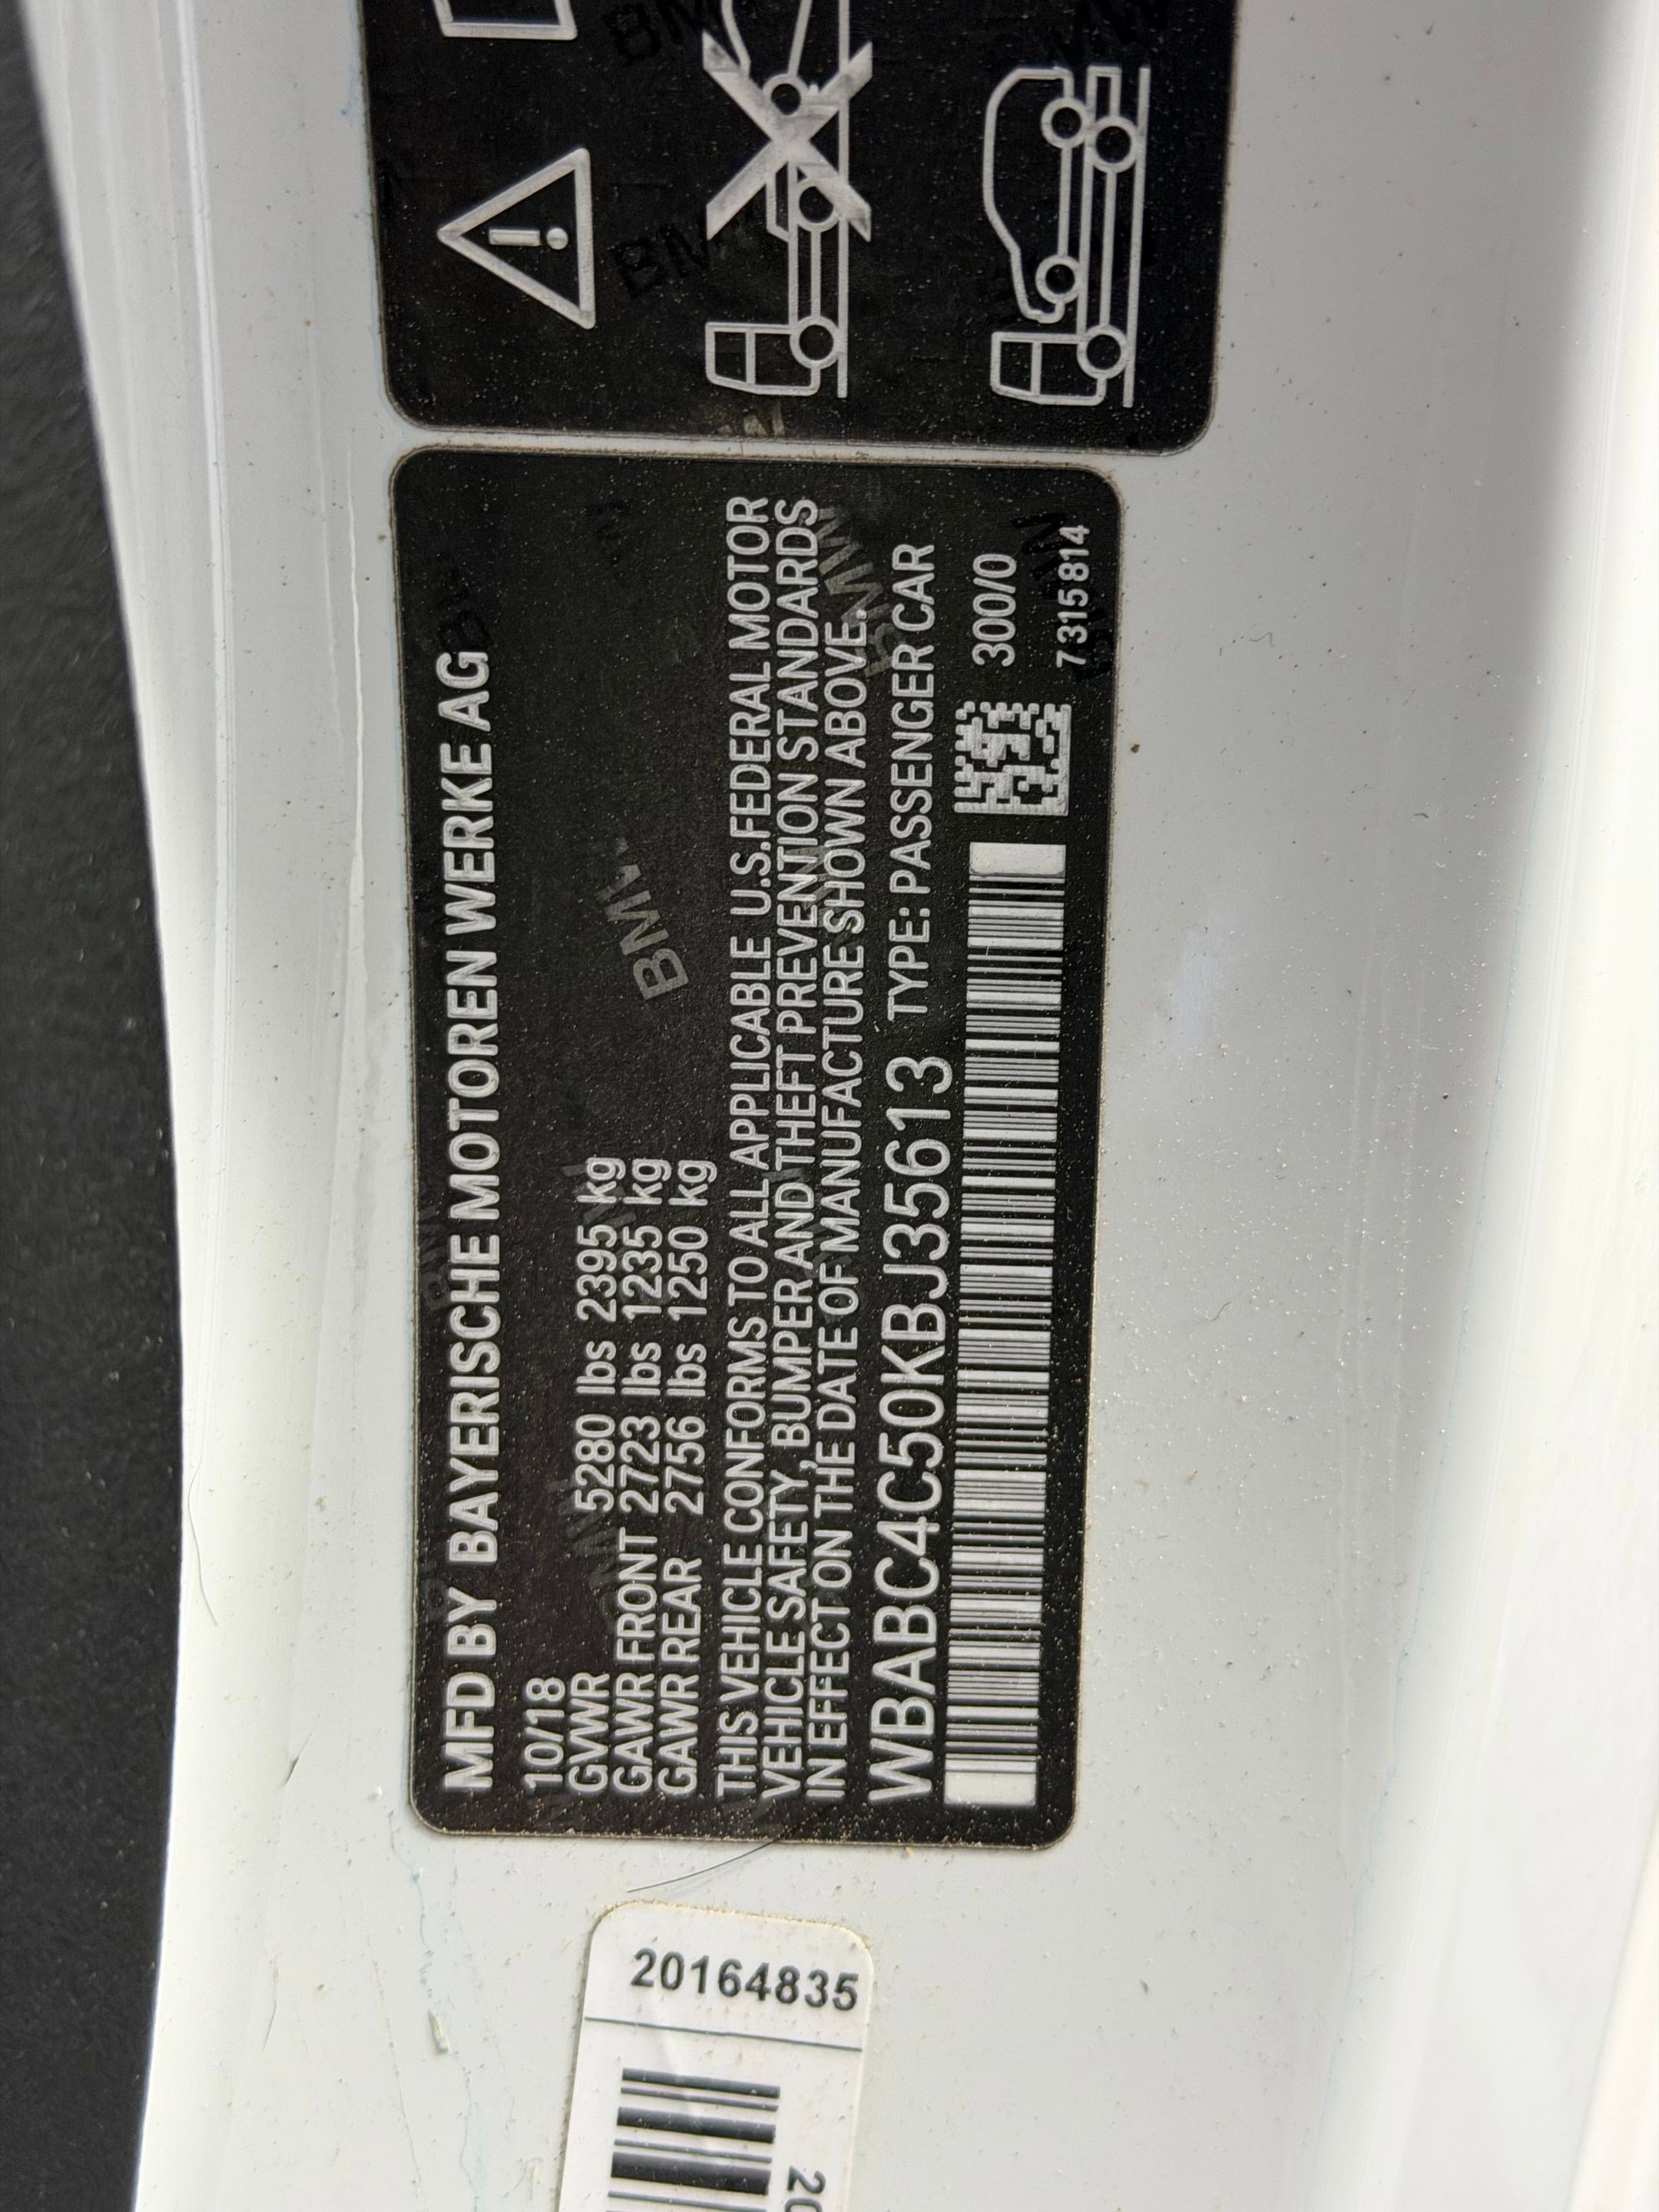 MFD BY BAYERISCHE MOTOREN WERKE AG
10/18
GVWR 5280 lbs 2395 kg
GAWR FRONT 2723 lbs 1235 kg
GAWR REAR 2756 lbs 1250 kg
THIS VEHICLE CONFORMS TO ALL APPLICABLE U.S.FEDERAL MOTOR
VEHICLE SAFETY, BUMPER AND THEFT PREVENTION STANDARDS
IN EFFECT ON THE DATE OF MANUFACTURE SHOWN ABOVE.
WBABC4C50KBJ35613 TYPE: PASSENGER CAR
300/0
7315814
BMW
BMW
BMW
20164835